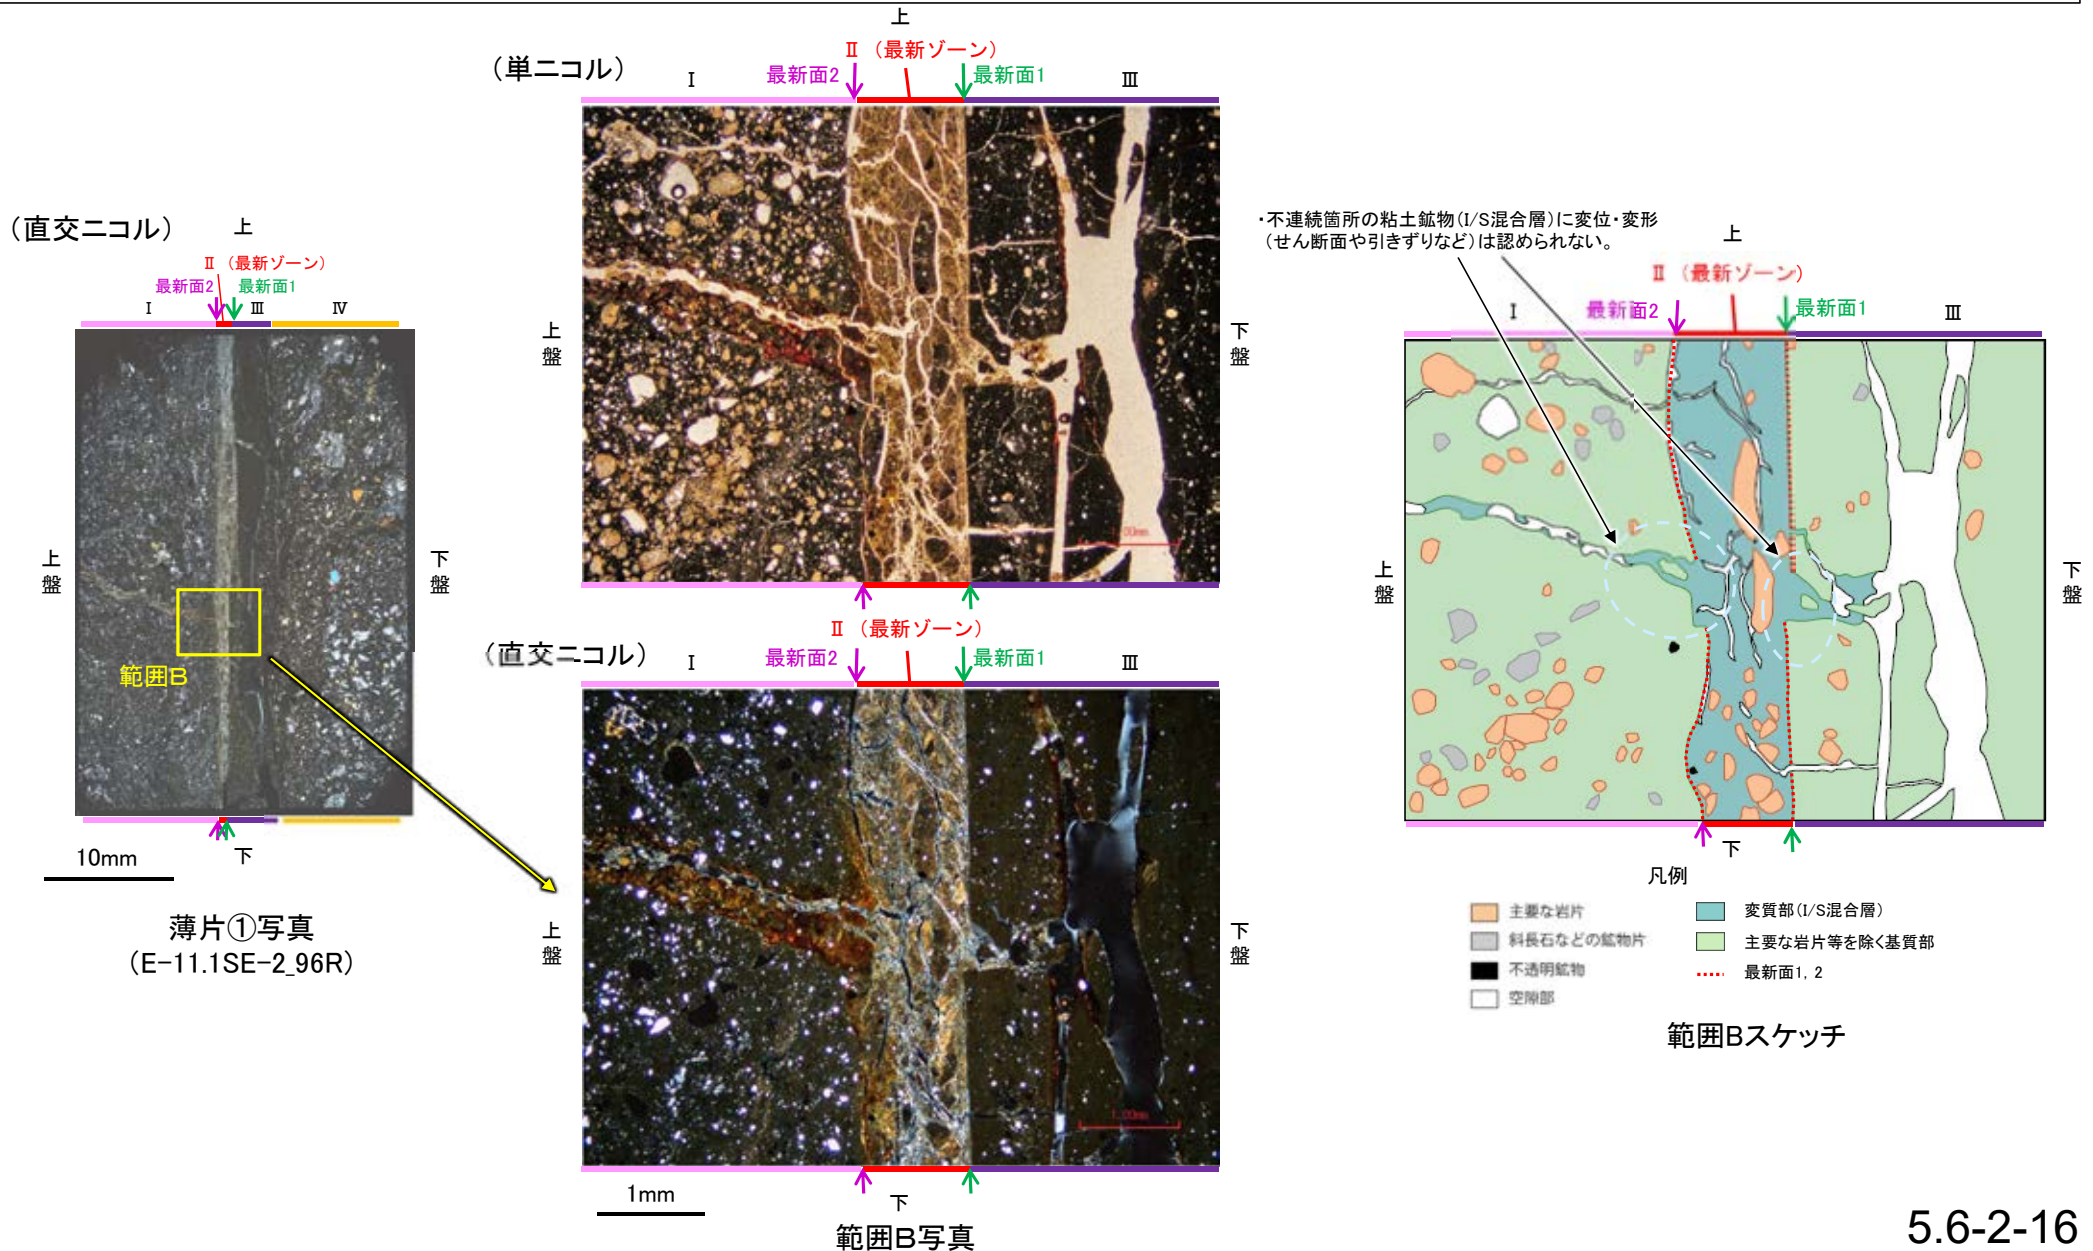 (直交ニコル)
上
Ⅱ (最新ゾーン)
最新面2
最新面1
Ⅰ
Ⅲ
Ⅳ
上盤
下盤
範囲B
下
10mm
薄片①写真
(E-11.1SE-2_96R)
(単ニコル)
上
Ⅱ (最新ゾーン)
最新面2
最新面1
Ⅰ
Ⅲ
上盤
下盤
Ⅱ (最新ゾーン)
(直交ニコル)
Ⅰ
最新面2
最新面1
Ⅲ
上盤
下盤
1.00mm
1mm
下
範囲B写真
・不連続箇所の粘土鉱物(I/S混合層)に変位・変形
(せん断面や引きずりなど)は認められない。
上
Ⅱ (最新ゾーン)
Ⅰ
最新面2
最新面1
Ⅲ
上盤
下盤
下
凡例
主要な岩片
斜長石などの鉱物片
不透明鉱物
空隙部
変質部(I/S混合層)
主要な岩片等を除く基質部
最新面1, 2
範囲Bスケッチ
5.6-2-16